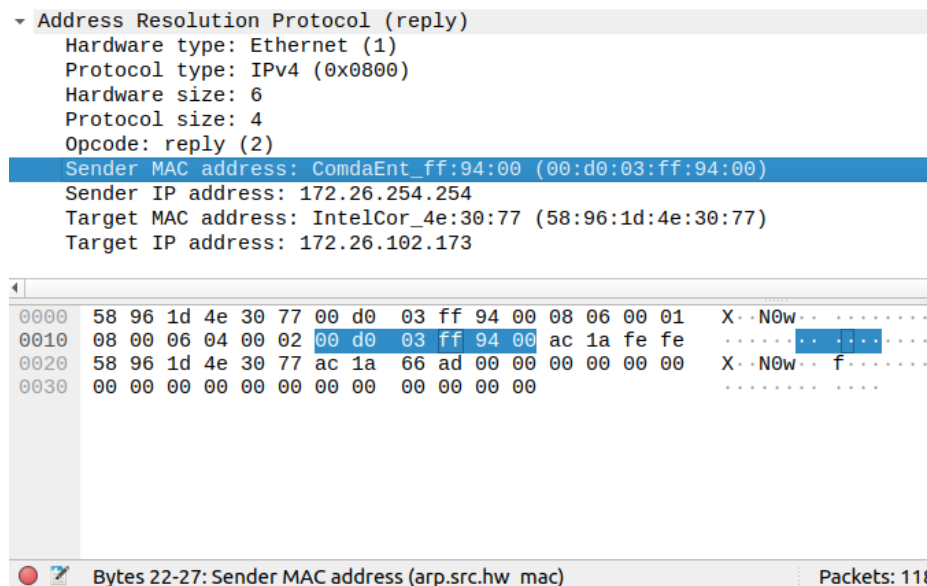 Address Resolution Protocol (reply)
Hardware type: Ethernet (1)
Protocol type: IPv4 (0x0800)
Hardware size: 6
Protocol size: 4
Opcode: reply (2)
Sender MAC address: ComdaEnt_ff:94:00 (00:d0:03:ff:94:00)
Sender IP address: 172.26.254.254
Target MAC address: IntelCor_4e:30:77 (58:96:1d:4e:30:77)
Target IP address: 172.26.102.173
0000 58 96 1d 4e 30 77 00 d0 03 ff 94 00 08 06 00 01 X··N0w·· ········
0010 08 00 06 04 00 02 00 d0 03 ff 94 00 ac 1a fe fe ········ ········
0020 58 96 1d 4e 30 77 ac 1a 66 ad 00 00 00 00 00 00 X··N0w·· f·······
0030 00 00 00 00 00 00 00 00 00 00 00 00 ········ ····
Bytes 22-27: Sender MAC address (arp.src.hw_mac) Packets: 118